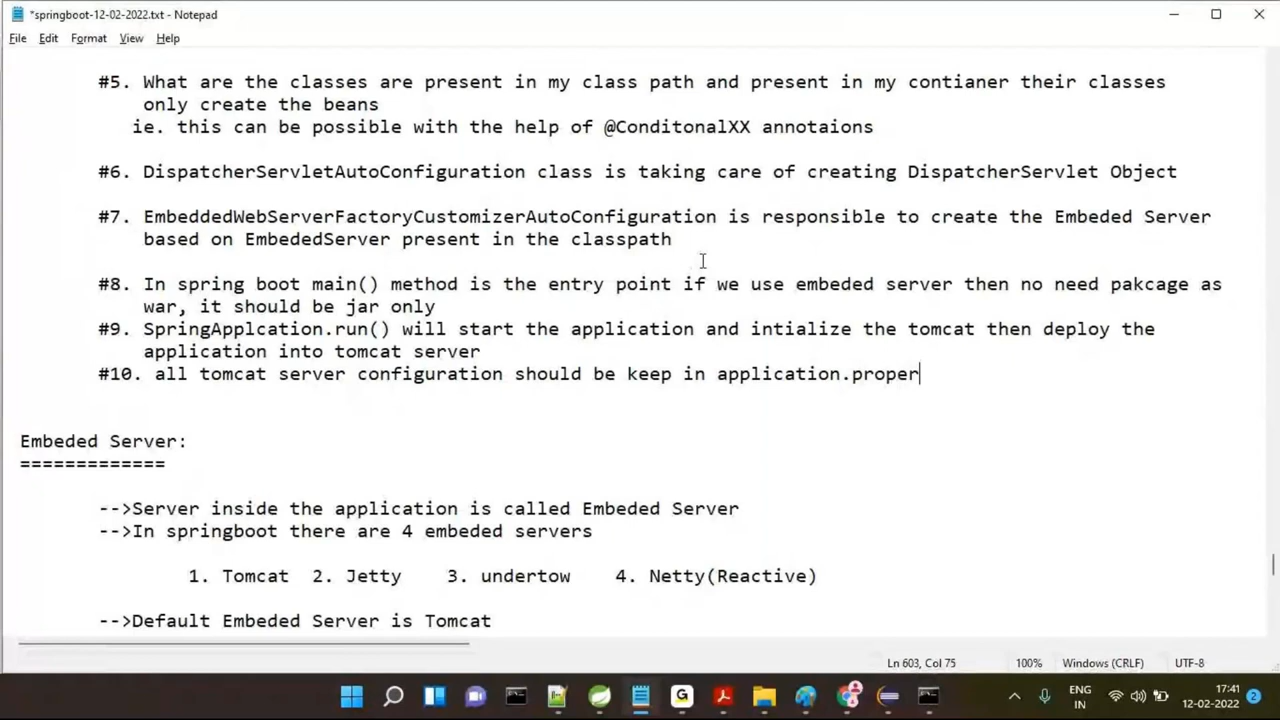 *springboot-12-02-2022.txt - Notepad
File Edit Format View Help
#5. What are the classes are present in my class path and present in my contianer their classes
only create the beans
ie. this can be possible with the help of @ConditonalXX annotaions
#6. DispatcherServletAutoConfiguration class is taking care of creating DispatcherServlet Object
#7. EmbeddedWebServerFactoryCustomizerAutoConfiguration is responsible to create the Embeded Server
based on EmbededServer present in the classpath
#8. In spring boot main() method is the entry point if we use embeded server then no need pakcage as
war, it should be jar only
#9. SpringApplcation.run() will start the application and intialize the tomcat then deploy the
application into tomcat server
#10. all tomcat server configuration should be keep in application.proper
Embeded Server:
=============
-->Server inside the application is called Embeded Server
-->In springboot there are 4 embeded servers
1. Tomcat 2. Jetty 3. undertow 4. Netty(Reactive)
-->Default Embeded Server is Tomcat
Ln 603, Col 75 100% Windows (CRLF) UTF-8
ENG 17:41
IN 12-02-2022 2